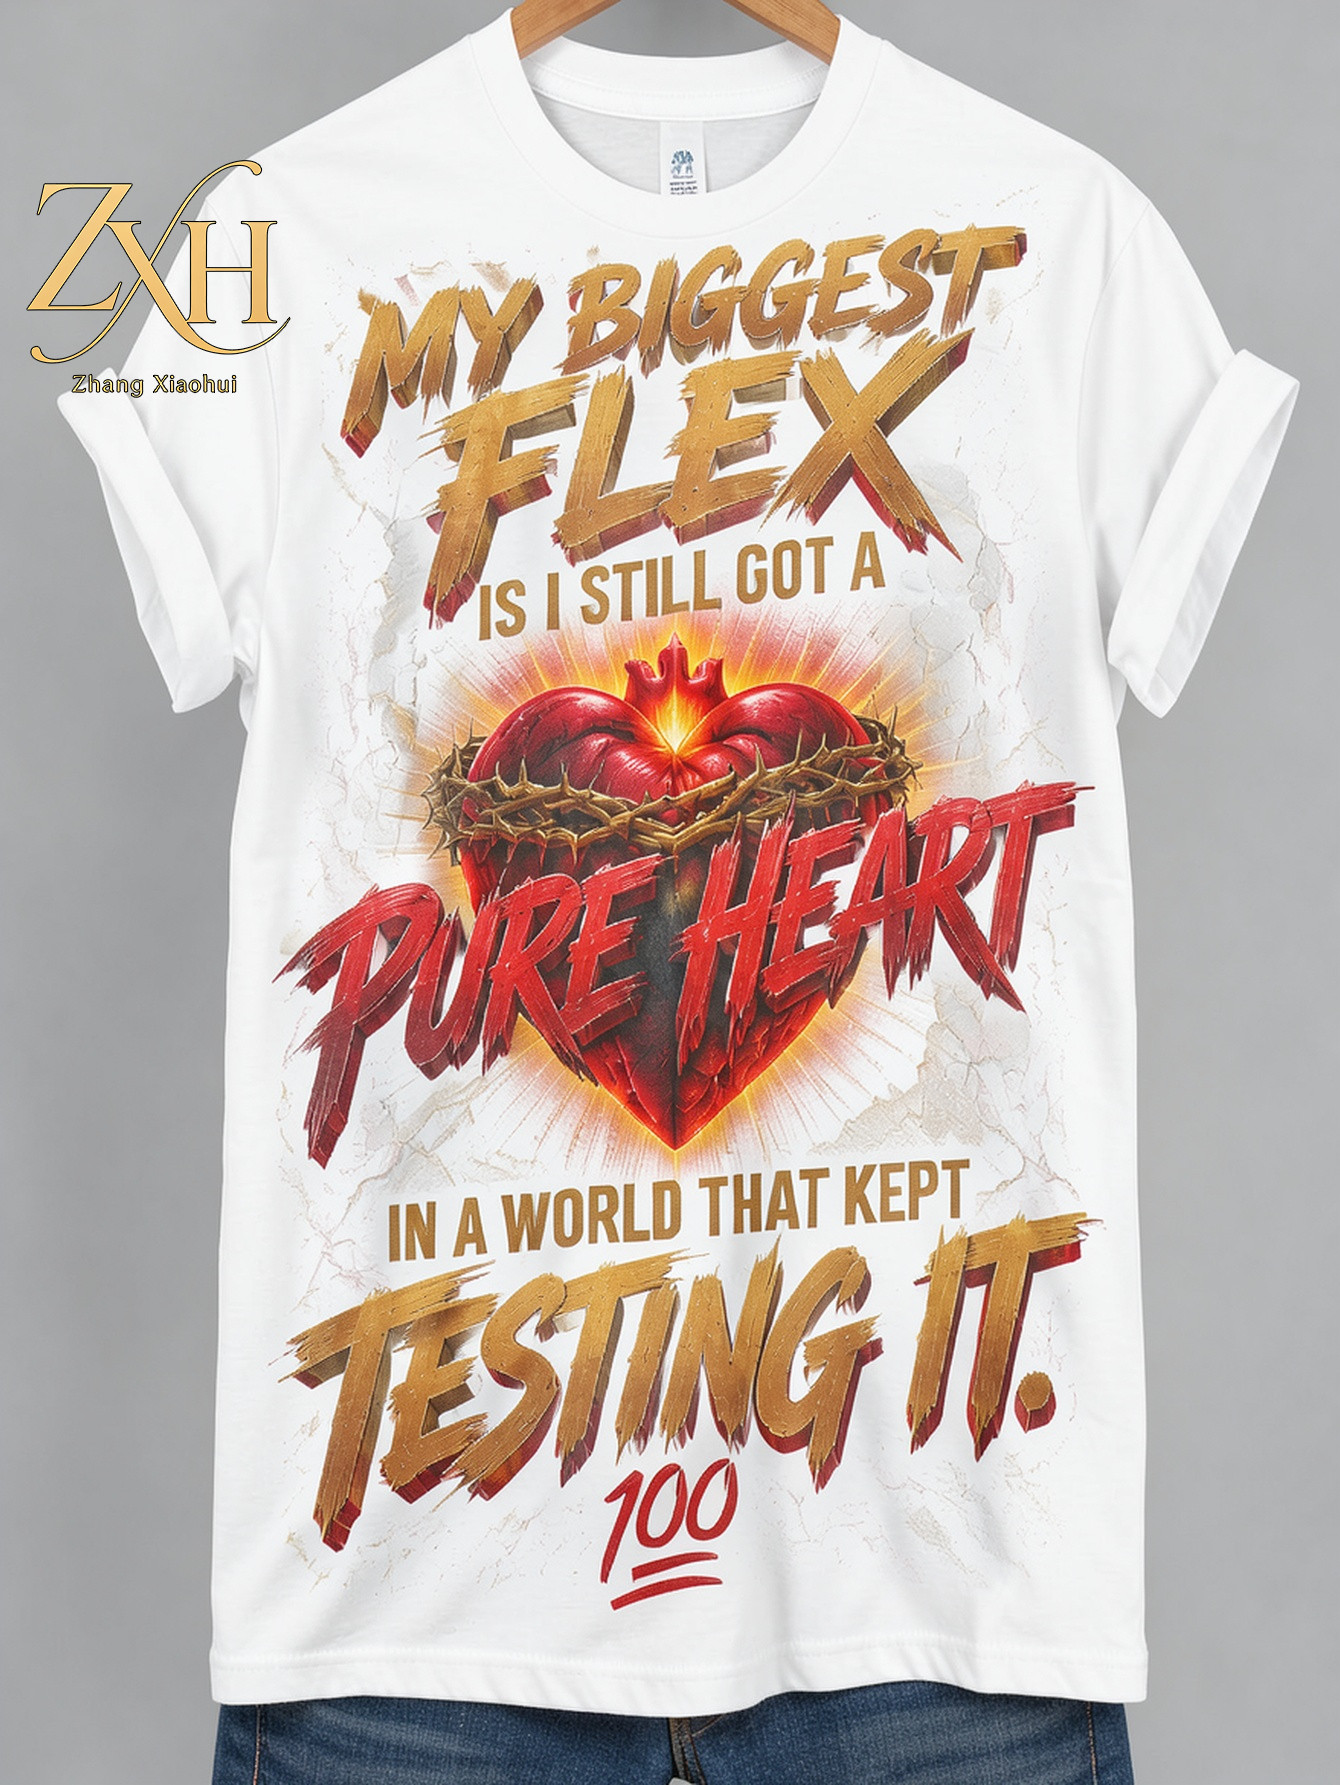 ZXH
Zhang Xiaohui
MY BIGGEST
FLEX
IS I STILL GOT A
PURE HEART
IN A WORLD THAT KEPT
TESTING IT.
100